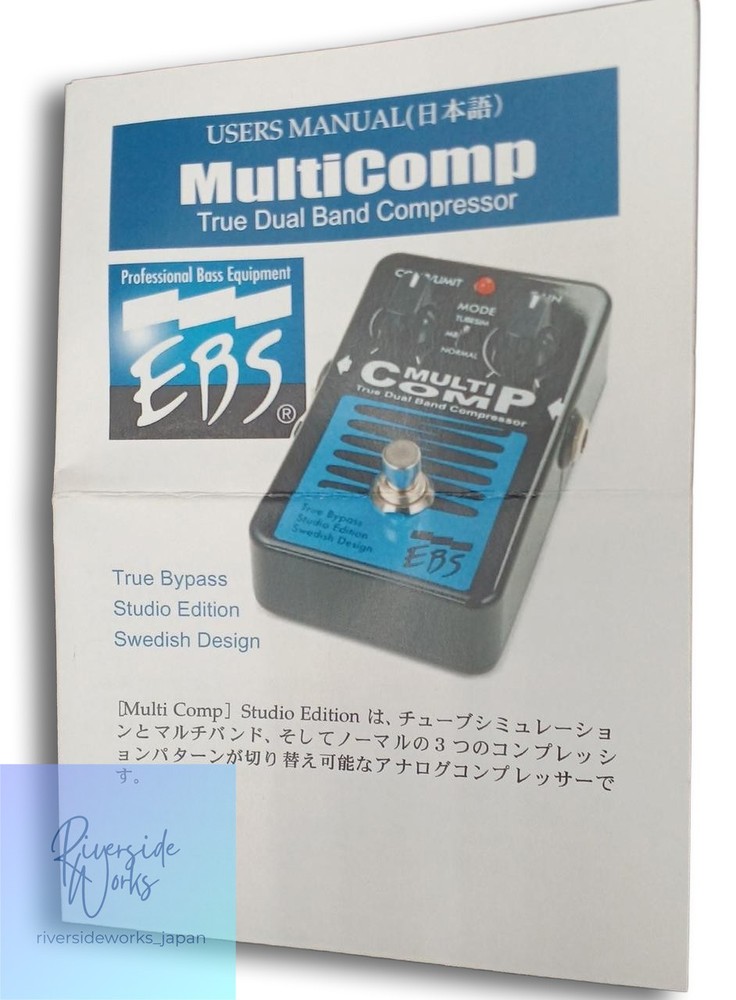 USERS MANUAL(日本語)
MultiComp
True Dual Band Compressor
Professional Bass Equipment
EBS®
COMP/LIMIT
GAIN
MODE
TUBESIM
MB
NORMAL
MULTI
COMP
True Dual Band Compressor
True Bypass
Studio Edition
Swedish Design
EBS
True Bypass
Studio Edition
Swedish Design
[Multi Comp] Studio Edition は、チューブシミュレーショ
ンとマルチバンド、そしてノーマルの3つのコンプレッシ
ョンパターンが切り替え可能なアナログコンプレッサーで
す。
Riverside
Works
riversideworks_japan